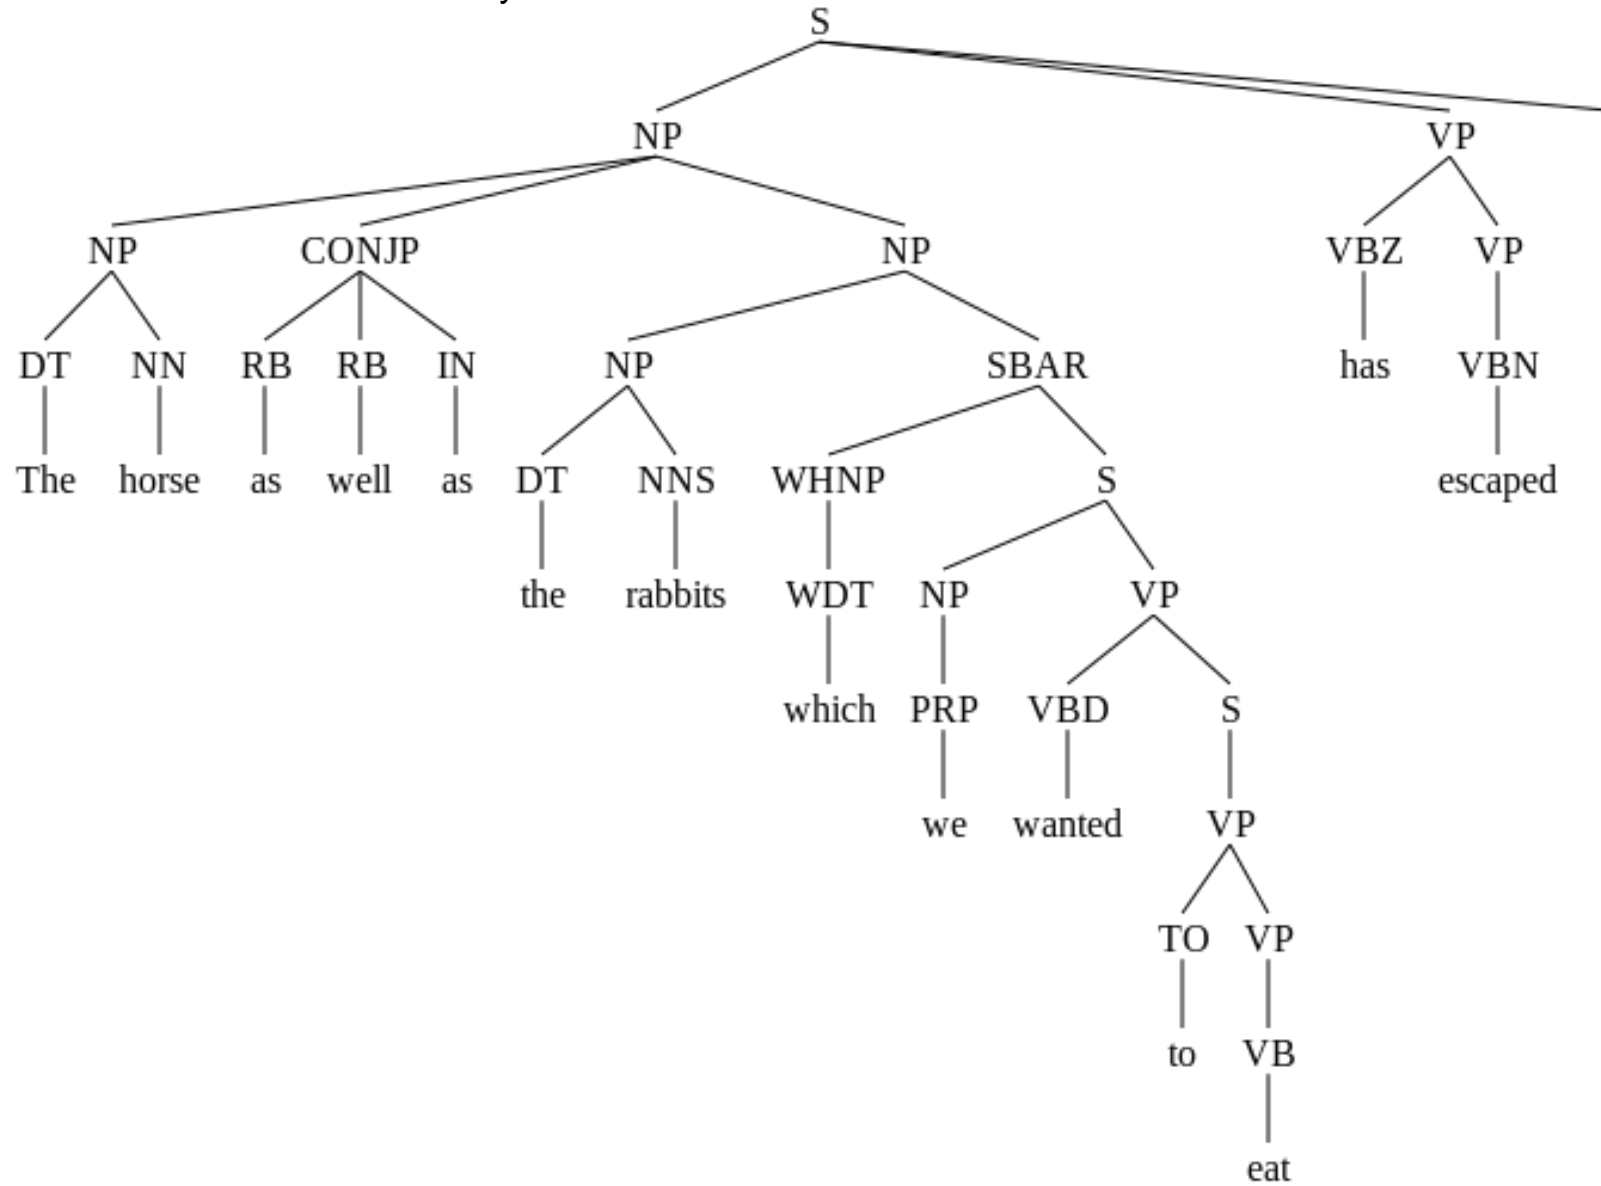 S
NP VP
NP CONJP NP VBZ VP
DT NN RB RB IN NP SBAR has VBN
The horse as well as DT NNS WHNP S escaped
the rabbits WDT NP VP
which PRP VBD S
we wanted VP
TO VP
to VB
eat